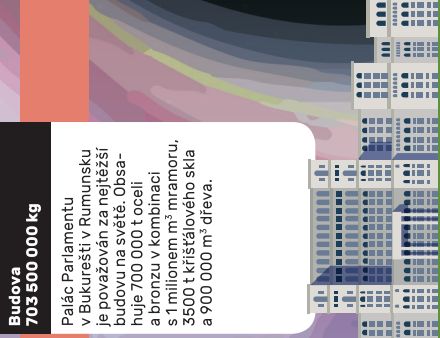 Budova
703 500 000 kg
Palác Parlamentu
v Bukurešti v Rumunsku
je považován za nejtěžší
budovu na světě. Obsa-
huje 700 000 t oceli
a bronzu v kombinaci
s 1 milionem m³ mramoru,
3500 t křišťálového skla
a 900 000 m³ dřeva.